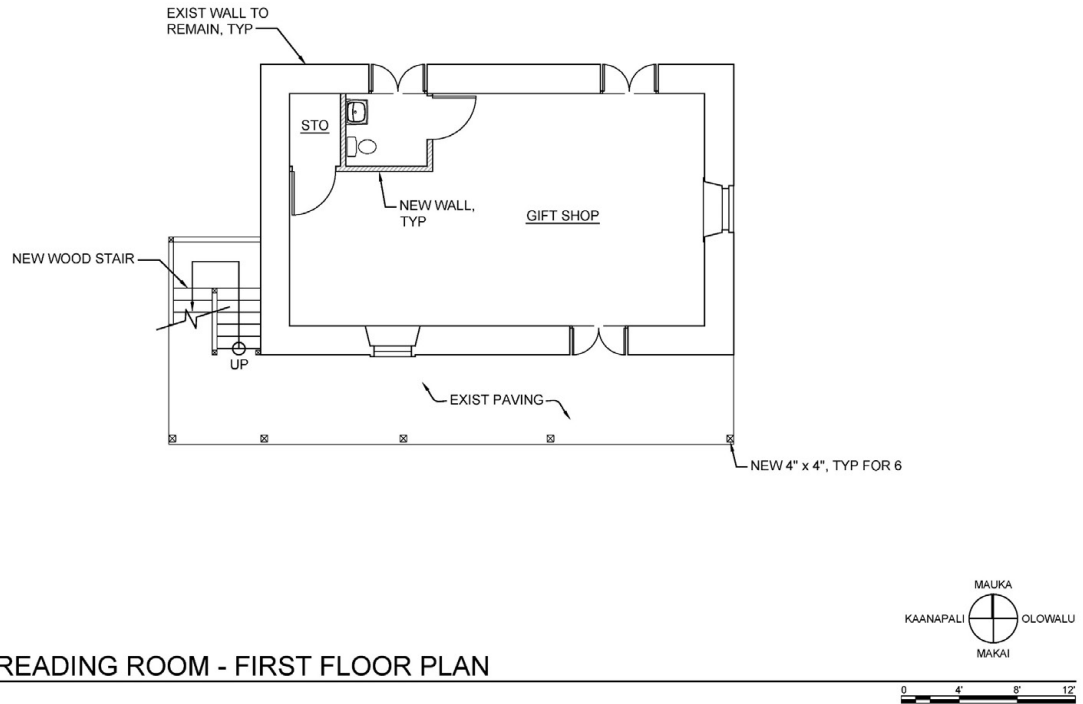 EXIST WALL TO
REMAIN, TYP
STO
NEW WALL,
TYP
GIFT SHOP
NEW WOOD STAIR
UP
EXIST PAVING
NEW 4" x 4", TYP FOR 6
MAUKA
KAANAPALI
OLOWALU
MAKAI
READING ROOM - FIRST FLOOR PLAN
0 4' 8' 12'